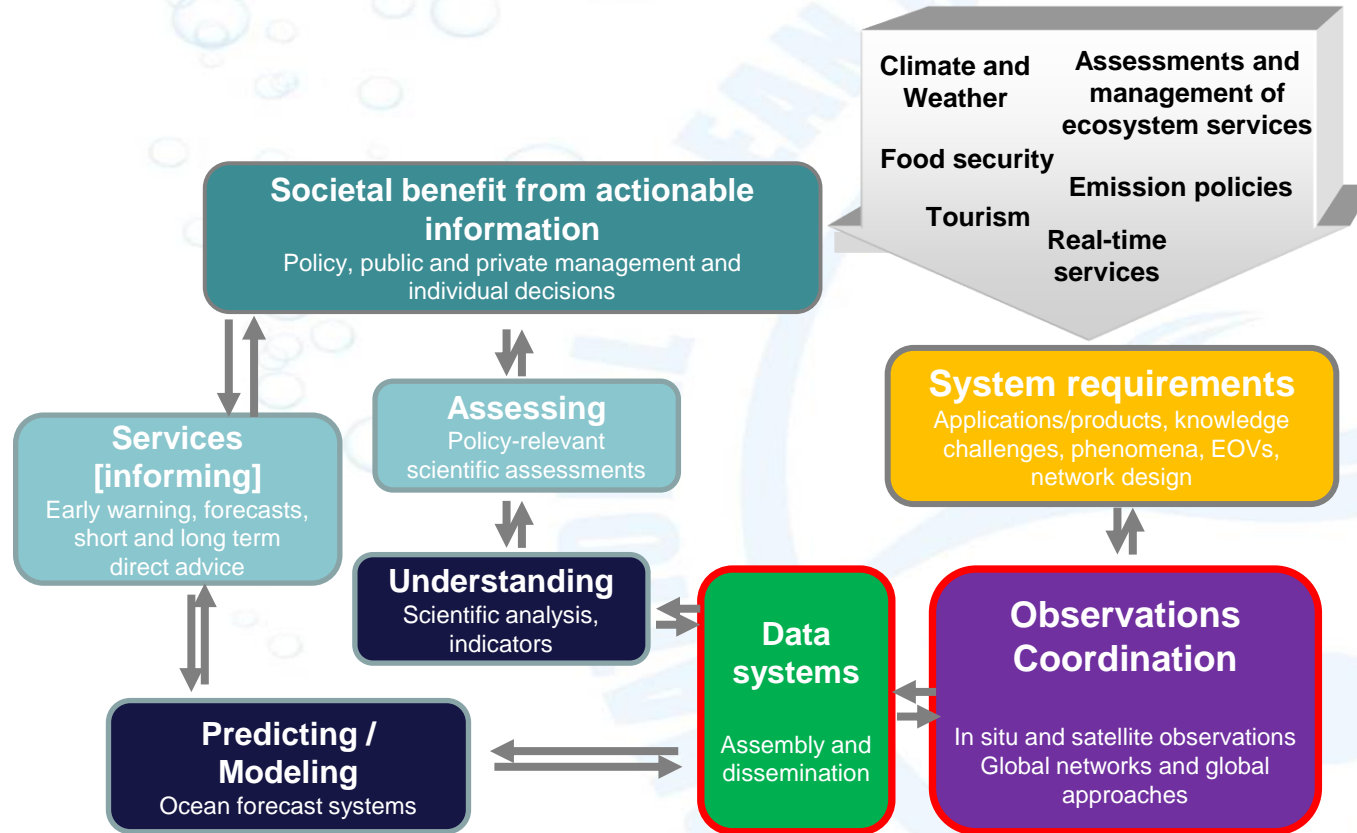 Climate and
Weather
Assessments and
management of
ecosystem services
Food security
Emission policies
Tourism
Real-time
services
Societal benefit from actionable
information
Policy, public and private management and
individual decisions
System requirements
Applications/products, knowledge
challenges, phenomena, EOVs,
network design
Assessing
Policy-relevant
scientific assessments
Services
[informing]
Early warning, forecasts,
short and long term
direct advice
Understanding
Scientific analysis,
indicators
Data
systems
Assembly and
dissemination
Observations
Coordination
In situ and satellite observations
Global networks and global
approaches
Predicting /
Modeling
Ocean forecast systems